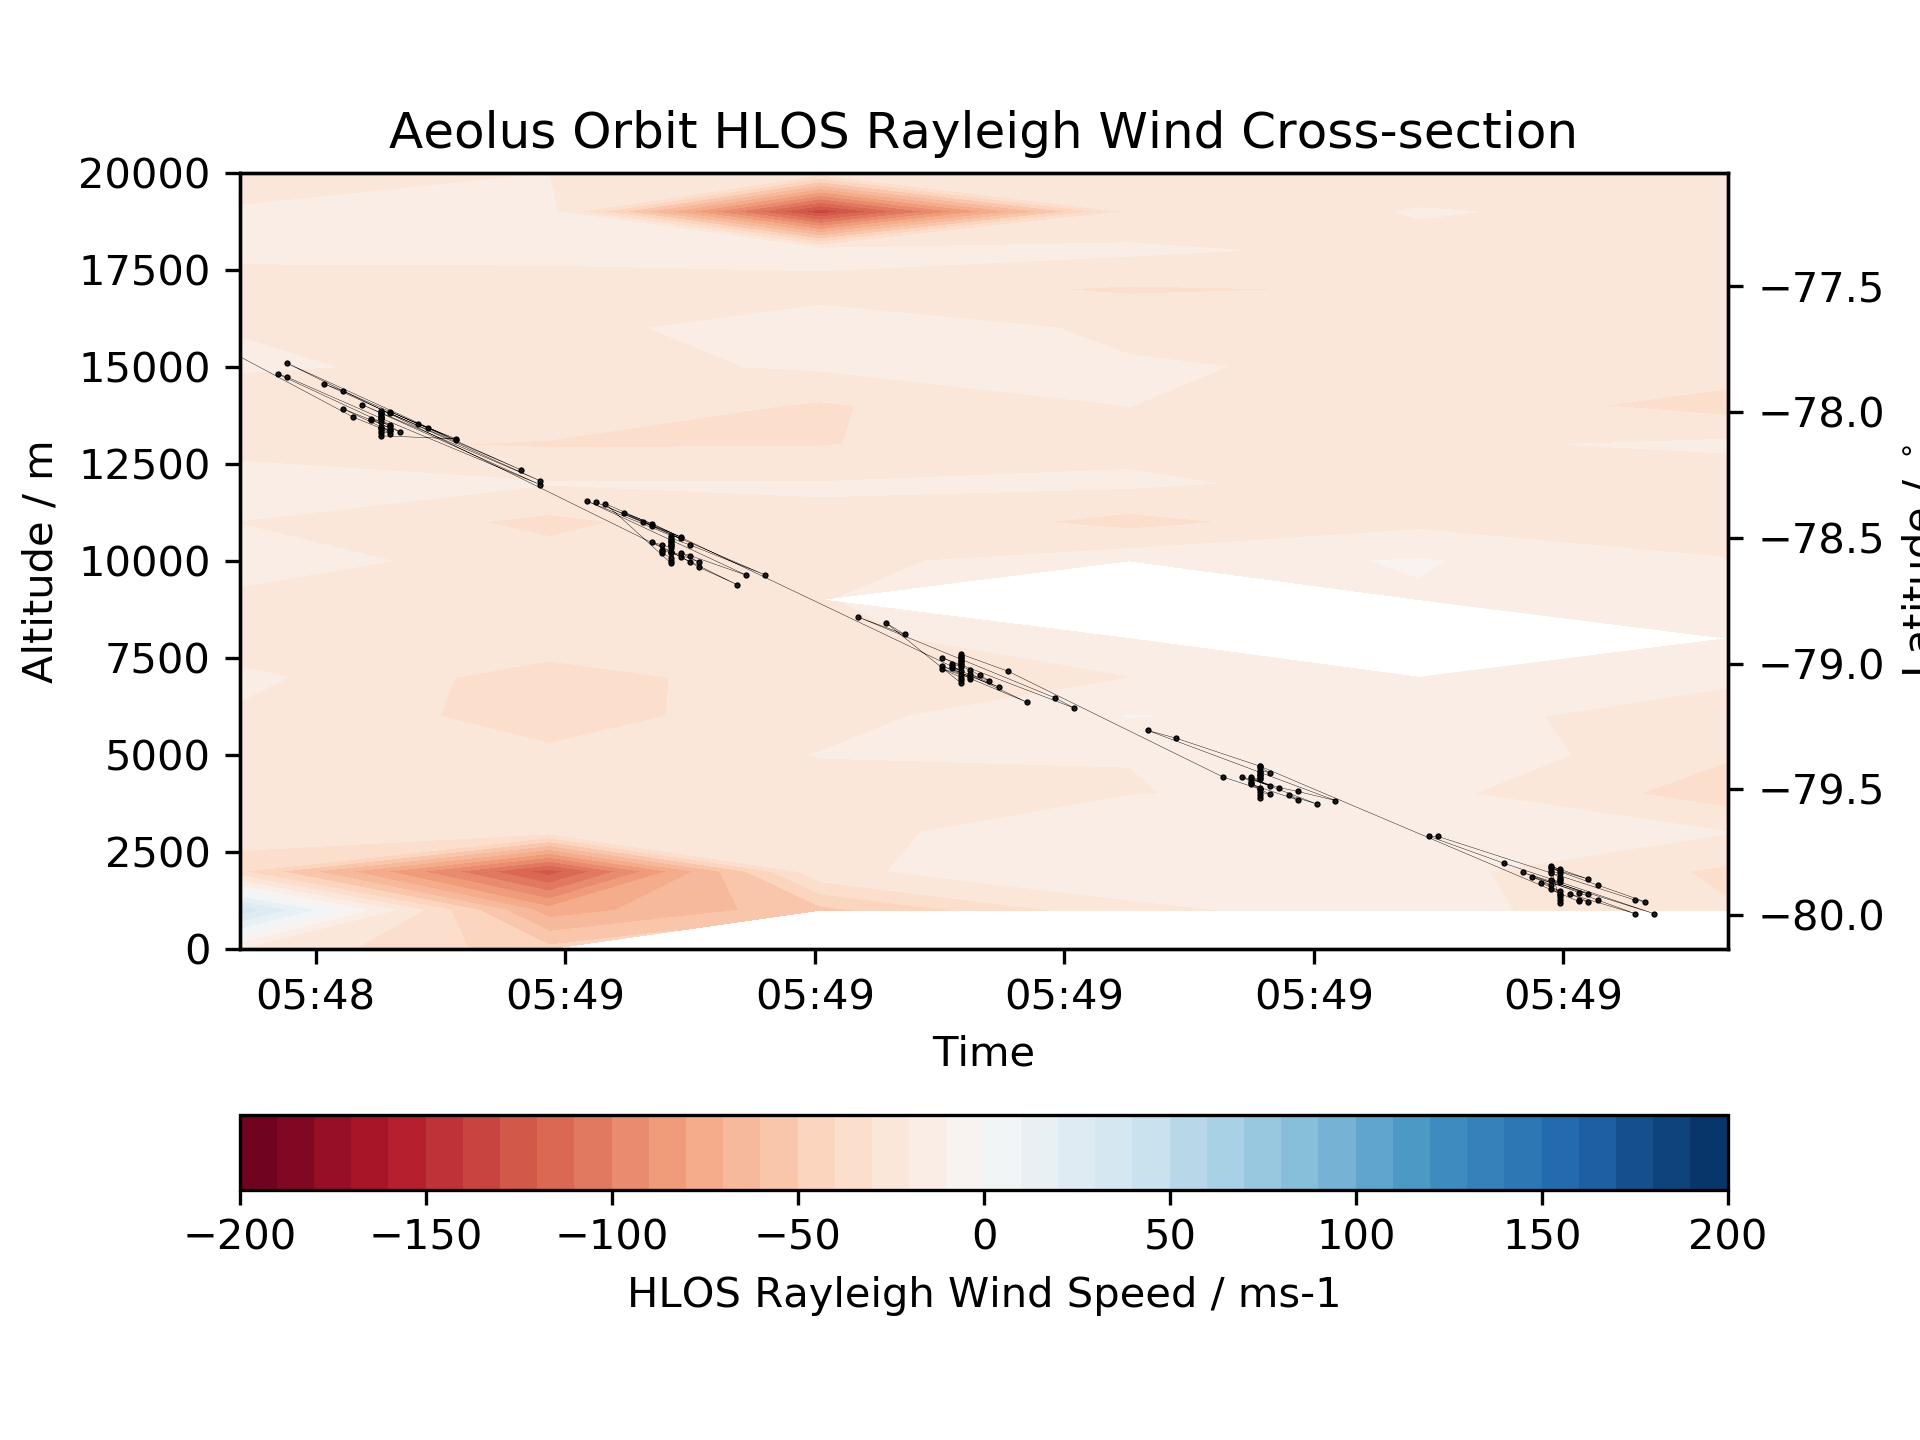 Aeolus Orbit HLOS Rayleigh Wind Cross-section
20000
17500
15000
12500
10000
7500
5000
2500
0
Altitude / m
−77.5
−78.0
−78.5
−79.0
−79.5
−80.0
Latitude / °
05:48 05:49 05:49 05:49 05:49 05:49
Time
−200 −150 −100 −50 0 50 100 150 200
HLOS Rayleigh Wind Speed / ms-1